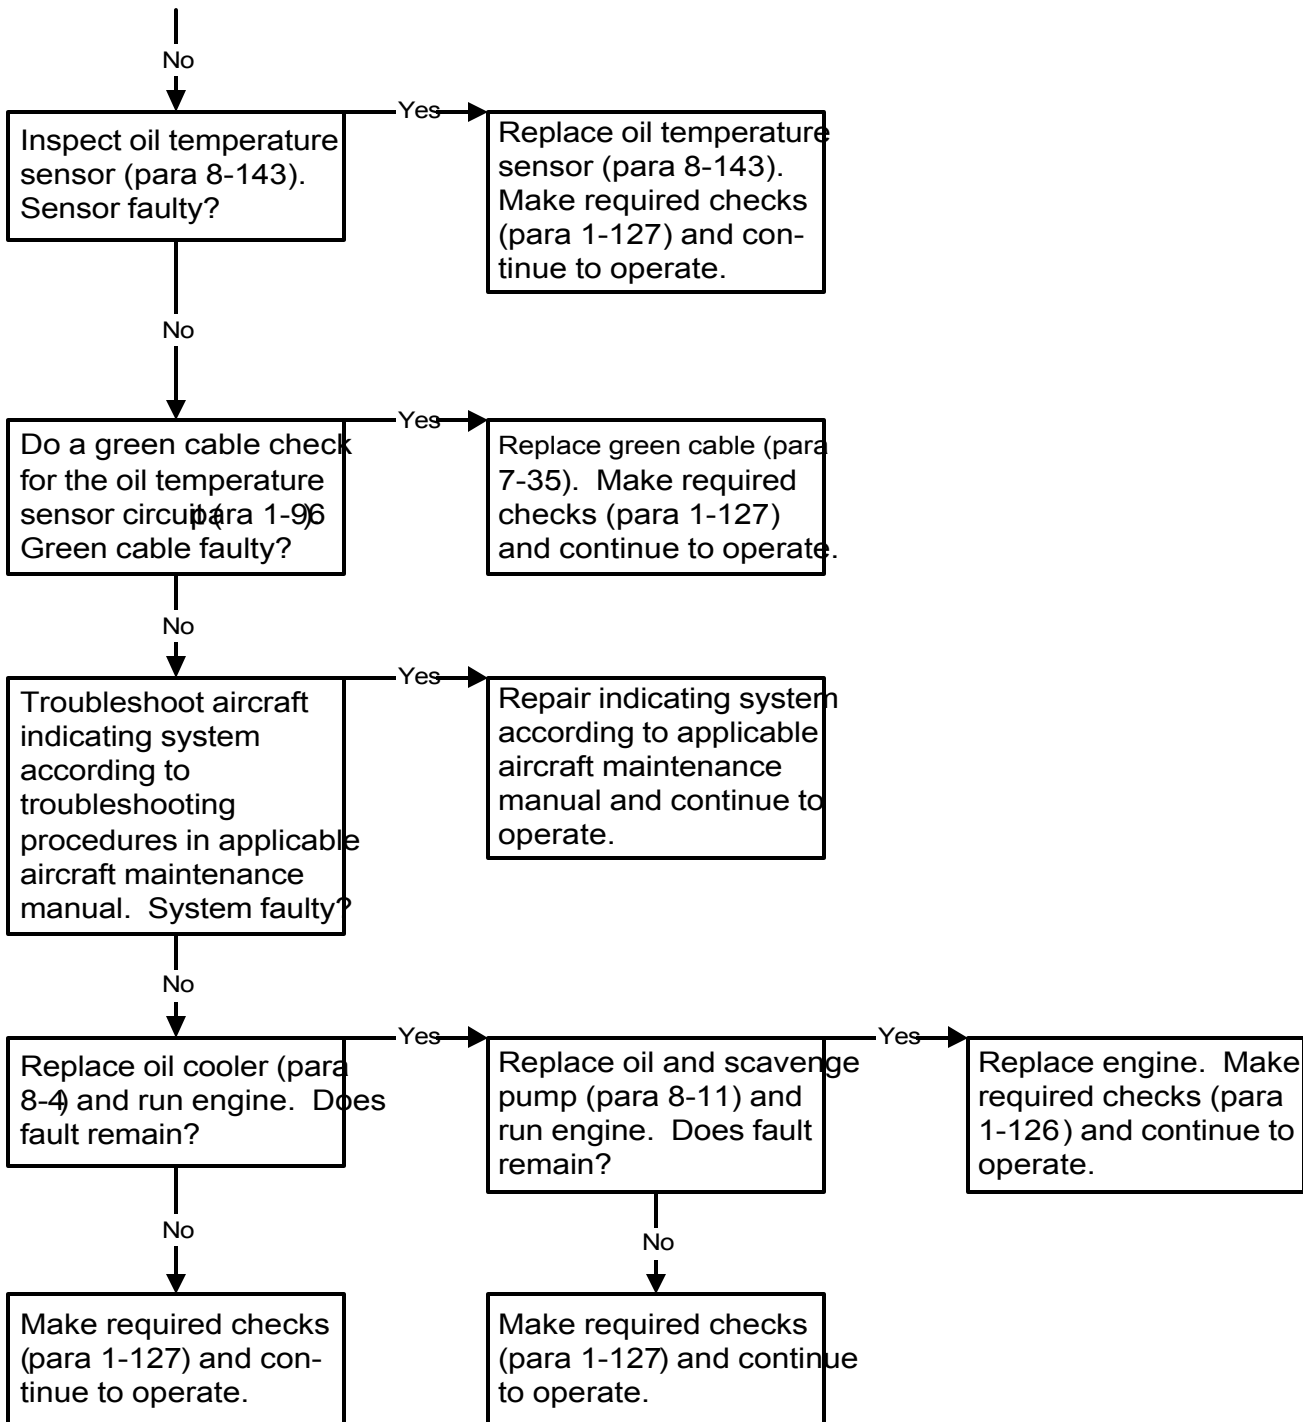 No
Inspect oil temperature
sensor (para 8-143).
Sensor faulty?
Yes
Replace oil temperature
sensor (para 8-143).
Make required checks
(para 1-127) and con-
tinue to operate.
No
Do a green cable check
for the oil temperature
sensor circuit (para 1-96).
Green cable faulty?
Yes
Replace green cable (para
7-35). Make required
checks (para 1-127)
and continue to operate.
No
Troubleshoot aircraft
indicating system
according to
troubleshooting
procedures in applicable
aircraft maintenance
manual. System faulty?
Yes
Repair indicating system
according to applicable
aircraft maintenance
manual and continue to
operate.
No
Replace oil cooler (para
8-4) and run engine. Does
fault remain?
Yes
Replace oil and scavenge
pump (para 8-11) and
run engine. Does fault
remain?
Yes
Replace engine. Make
required checks (para
1-126) and continue to
operate.
No
Make required checks
(para 1-127) and con-
tinue to operate.
No
Make required checks
(para 1-127) and continue
to operate.